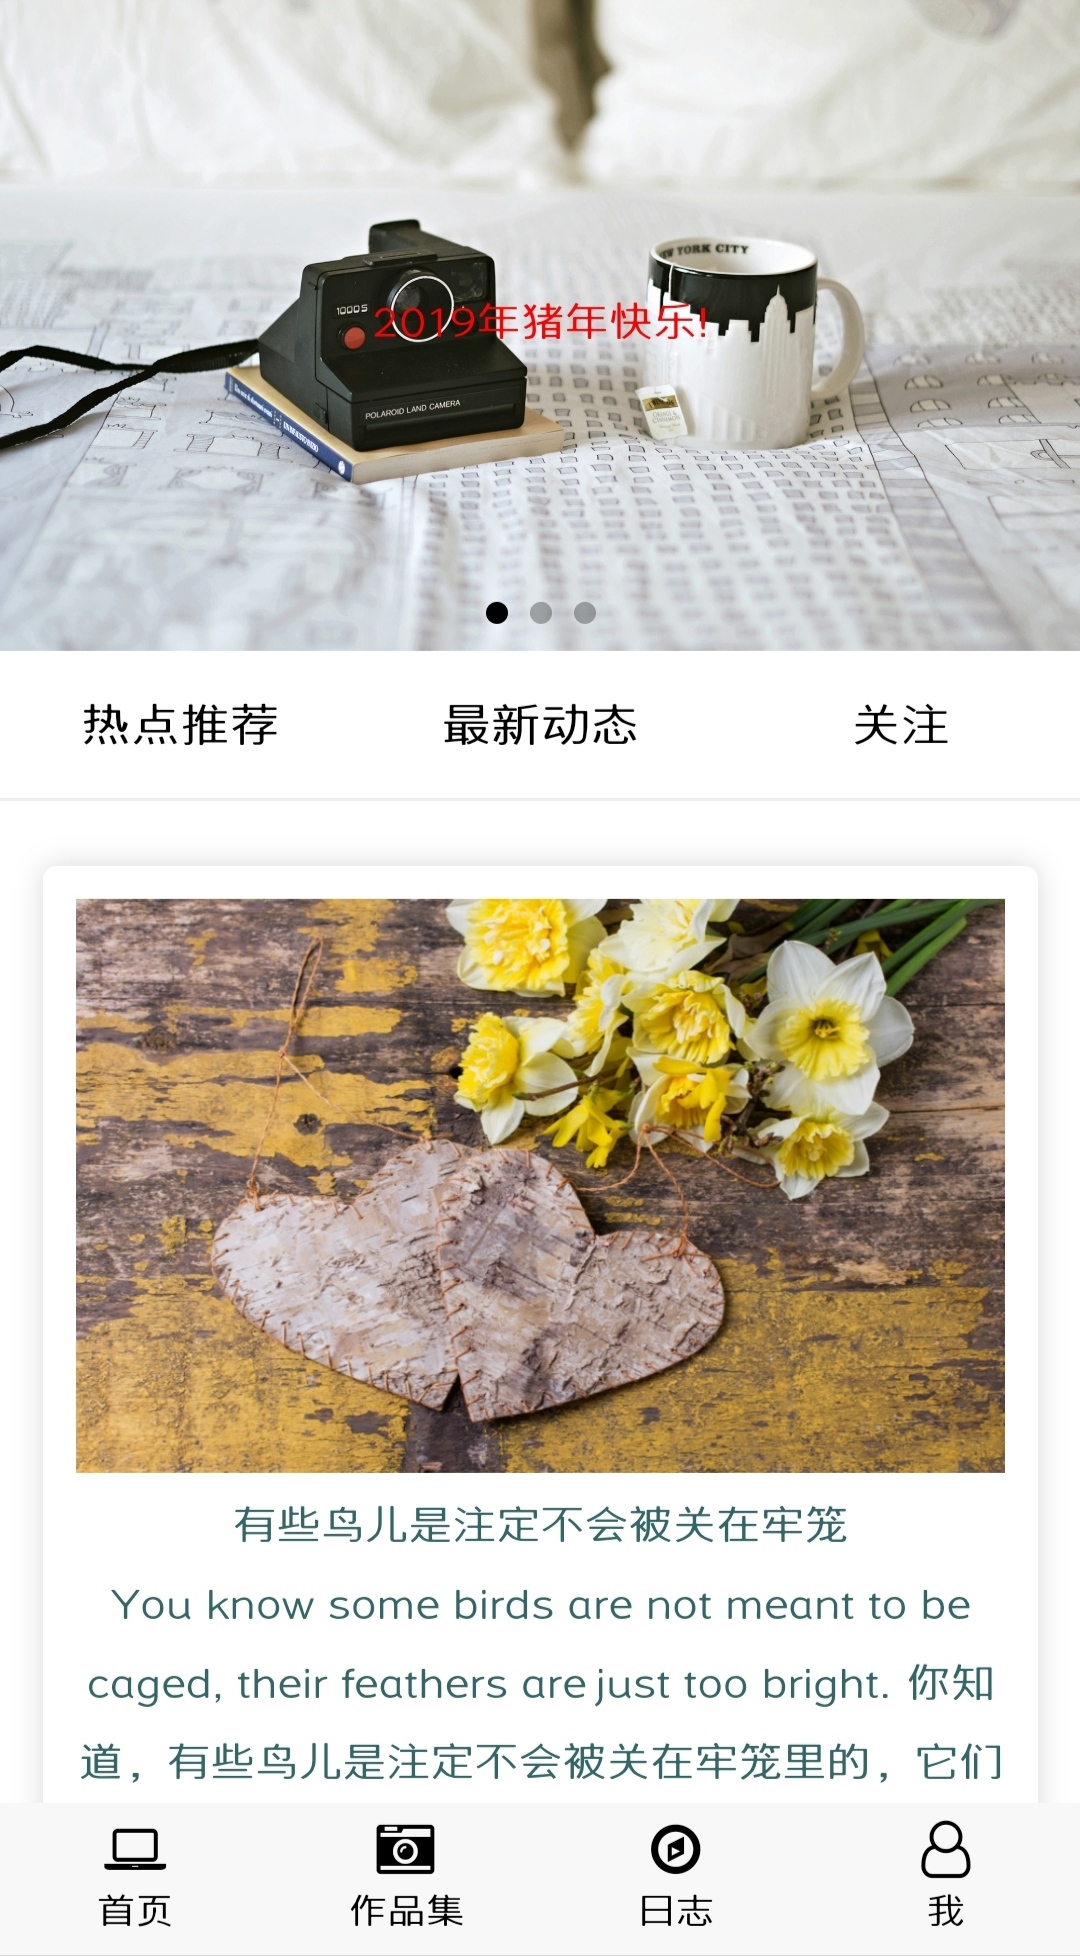 NEW YORK CITY
1000S
2019年猪年快乐!
POLAROID LAND CAMERA
热点推荐
最新动态
关注
有些鸟儿是注定不会被关在牢笼
You know some birds are not meant to be
caged, their feathers are just too bright. 你知
道，有些鸟儿是注定不会被关在牢笼里的，它们
首页
作品集
日志
我